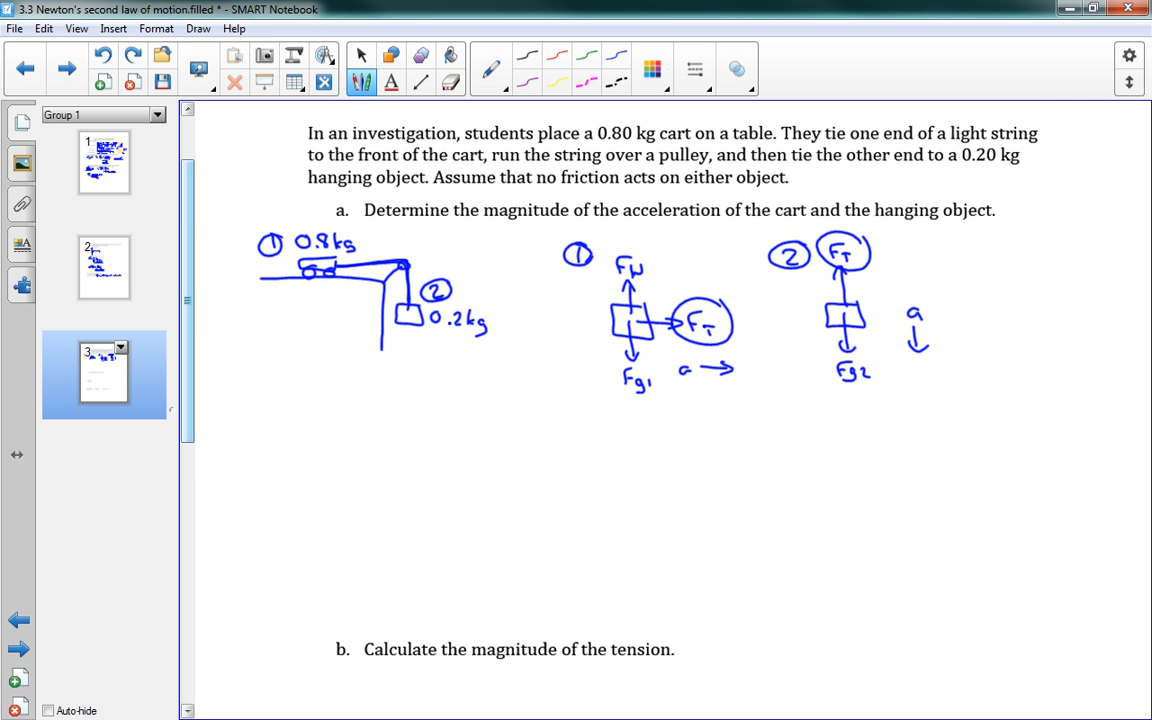 3.3 Newton's second law of motion.filled * - SMART Notebook
File Edit View Insert Format Draw Help
Group 1
1
2
3
In an investigation, students place a 0.80 kg cart on a table. They tie one end of a light string
to the front of the cart, run the string over a pulley, and then tie the other end to a 0.20 kg
hanging object. Assume that no friction acts on either object.
a. Determine the magnitude of the acceleration of the cart and the hanging object.
① 0.8kg
② 0.2kg
① FN
FT
Fg1 a →
② FT
a ↓
Fg2
b. Calculate the magnitude of the tension.
Auto-hide